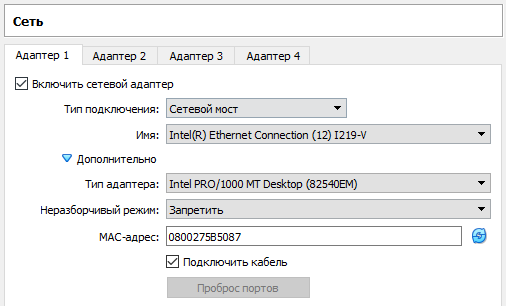 Сеть
Адаптер 1 Адаптер 2 Адаптер 3 Адаптер 4
Включить сетевой адаптер
Тип подключения: Сетевой мост
Имя: Intel(R) Ethernet Connection (12) I219-V
Дополнительно
Тип адаптера: Intel PRO/1000 MT Desktop (82540EM)
Неразборчивый режим: Запретить
MAC-адрес: 0800275B5087
Подключить кабель
Проброс портов